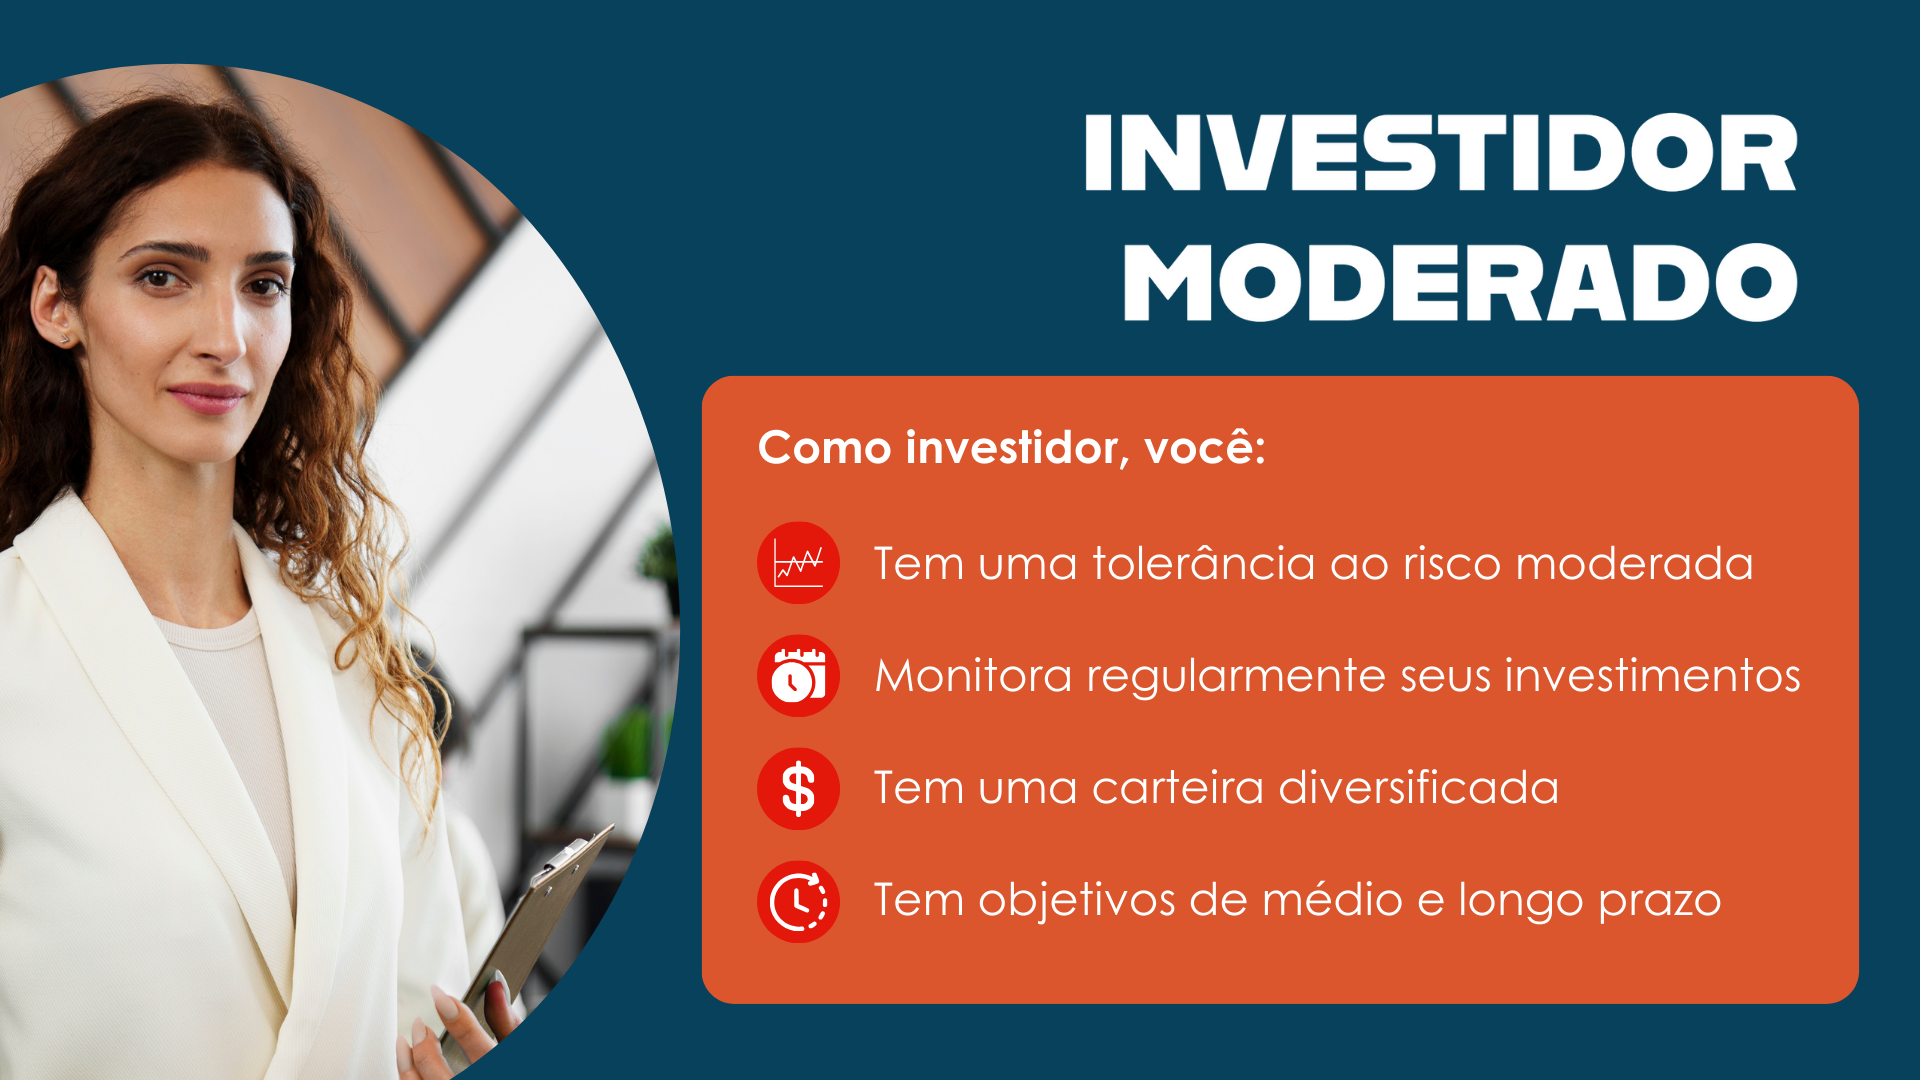 INVESTIDOR
MODERADO
Como investidor, você:
Tem uma tolerância ao risco moderada
Monitora regularmente seus investimentos
$
Tem uma carteira diversificada
Tem objetivos de médio e longo prazo